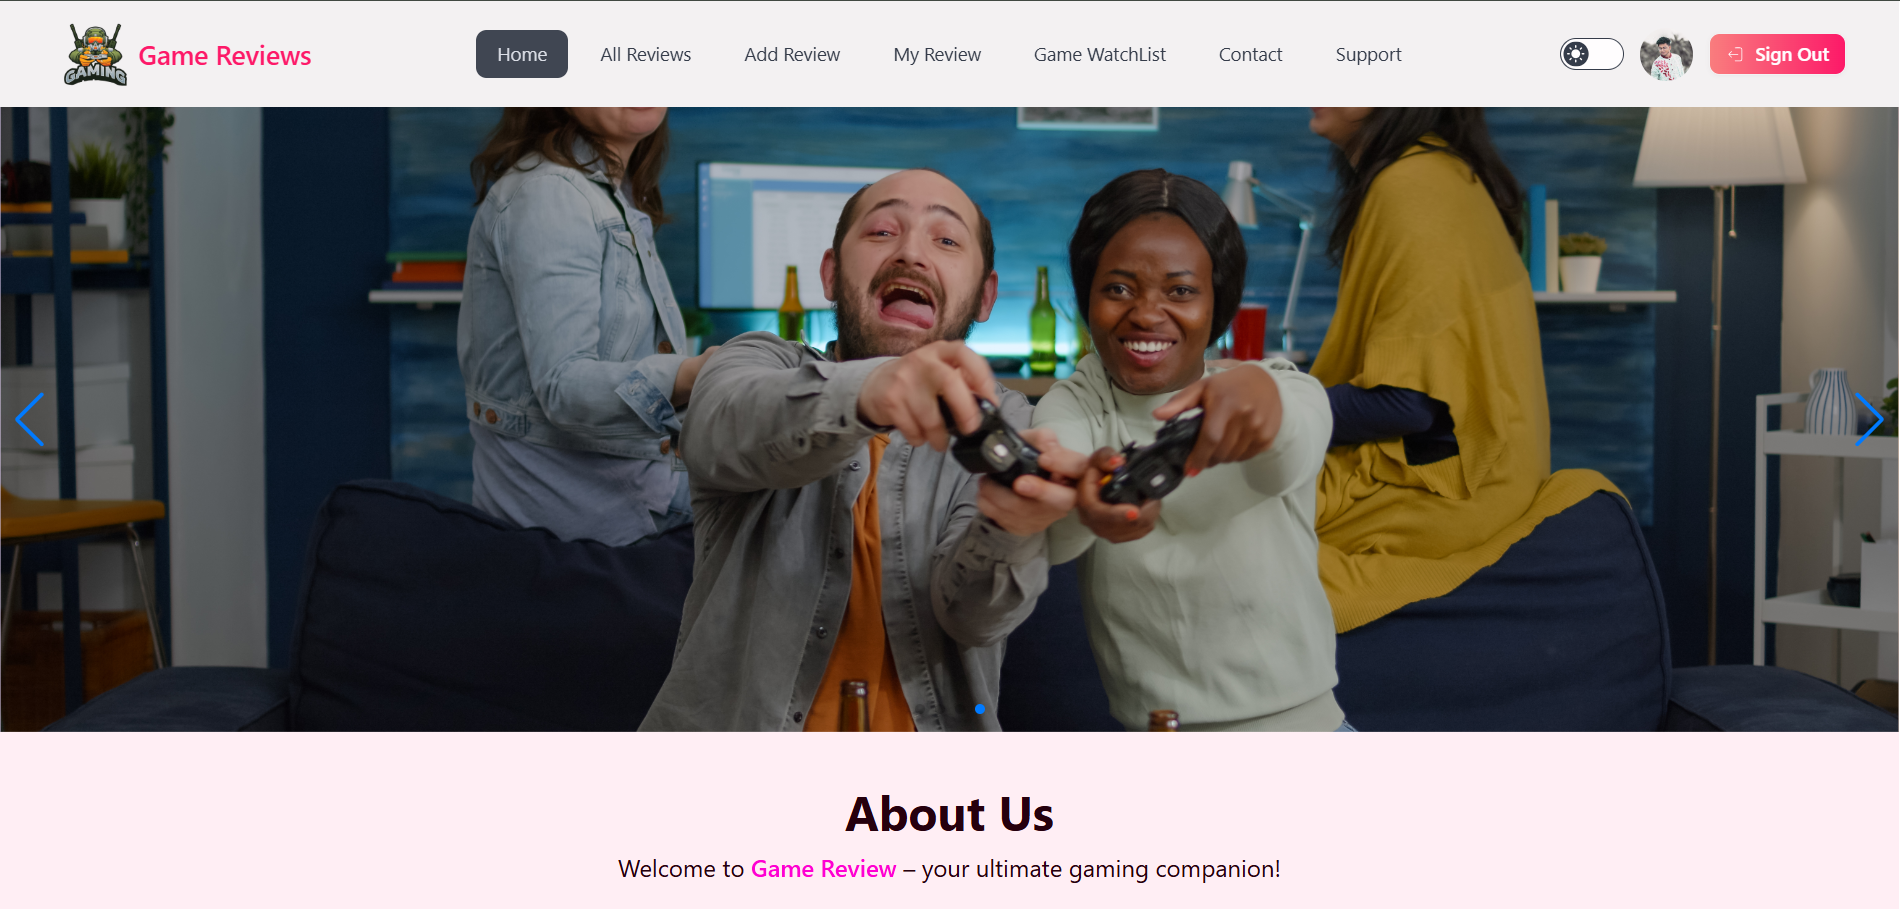 GAMING
Game Reviews
Home
All Reviews
Add Review
My Review
Game WatchList
Contact
Support
Sign Out
About Us
Welcome to Game Review – your ultimate gaming companion!